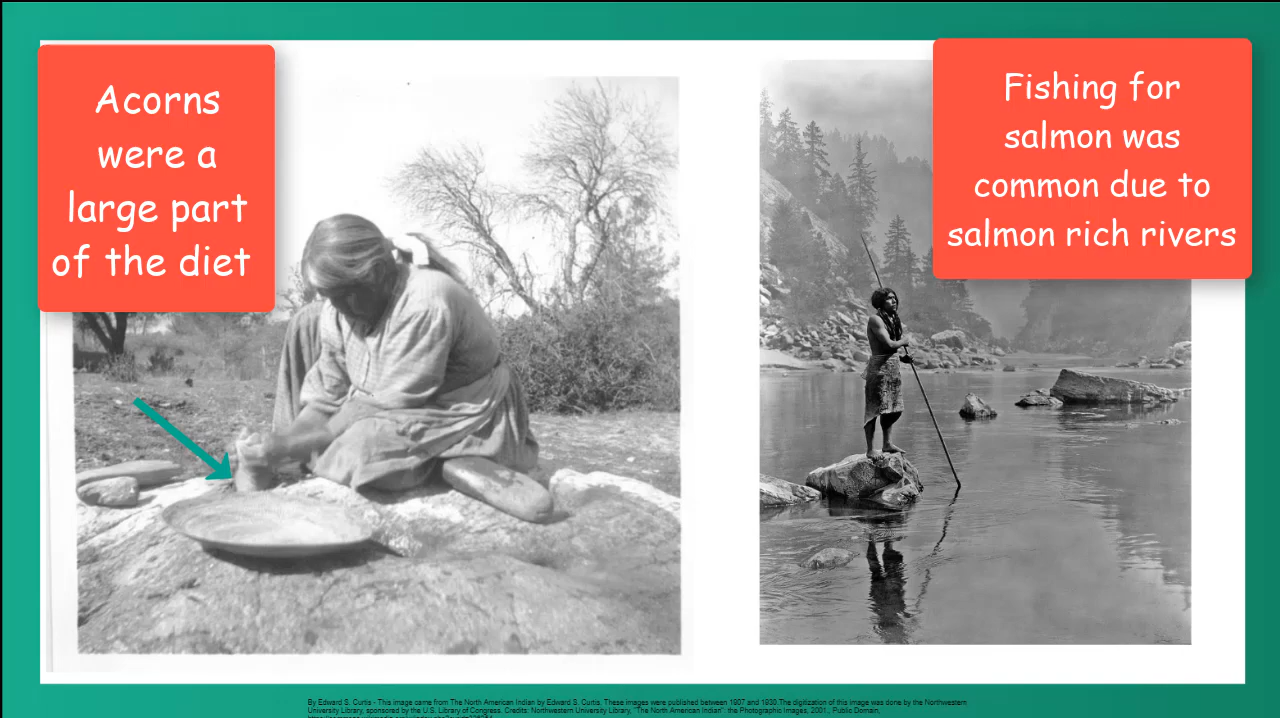 Acorns
were a
large part
of the diet
Fishing for
salmon was
common due to
salmon rich rivers
By Edward S. Curtis - This image came from The North American Indian by Edward S. Curtis. These images were published between 1907 and 1930.The digitization of this image was done by the Northwestern
University Library, sponsored by the U.S. Library of Congress. Credits: Northwestern University Library, "The North American Indian": the Photographic Images, 2001., Public Domain,